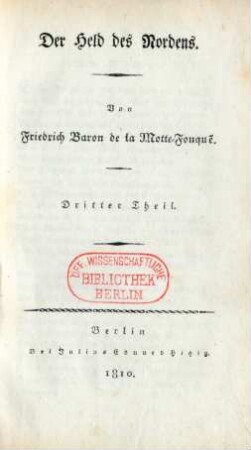 Der Held des Nordens.
Von
Friedrich Baron de la Motte-Fouqué.
Dritter Theil.
ÖFF. WISSENSCHAFTLICHE
BIBLIOTHEK
BERLIN
Berlin
Bei Julius Eduard Hitzig.
1810.